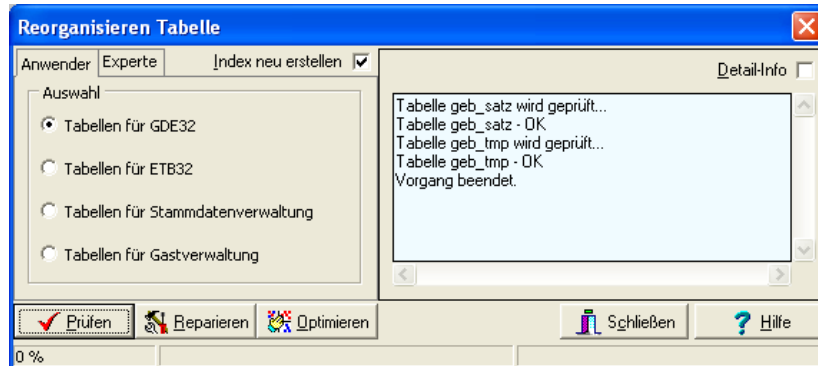 Reorganisieren Tabelle
Anwender Experte Index neu erstellen
Detail-Info
Auswahl
Tabellen für GDE32
Tabellen für ETB32
Tabellen für Stammdatenverwaltung
Tabellen für Gastverwaltung
Tabelle geb_satz wird geprüft...
Tabelle geb_satz - OK
Tabelle geb_tmp wird geprüft...
Tabelle geb_tmp - OK
Vorgang beendet.
Prüfen Reparieren Optimieren Schließen Hilfe
0 %